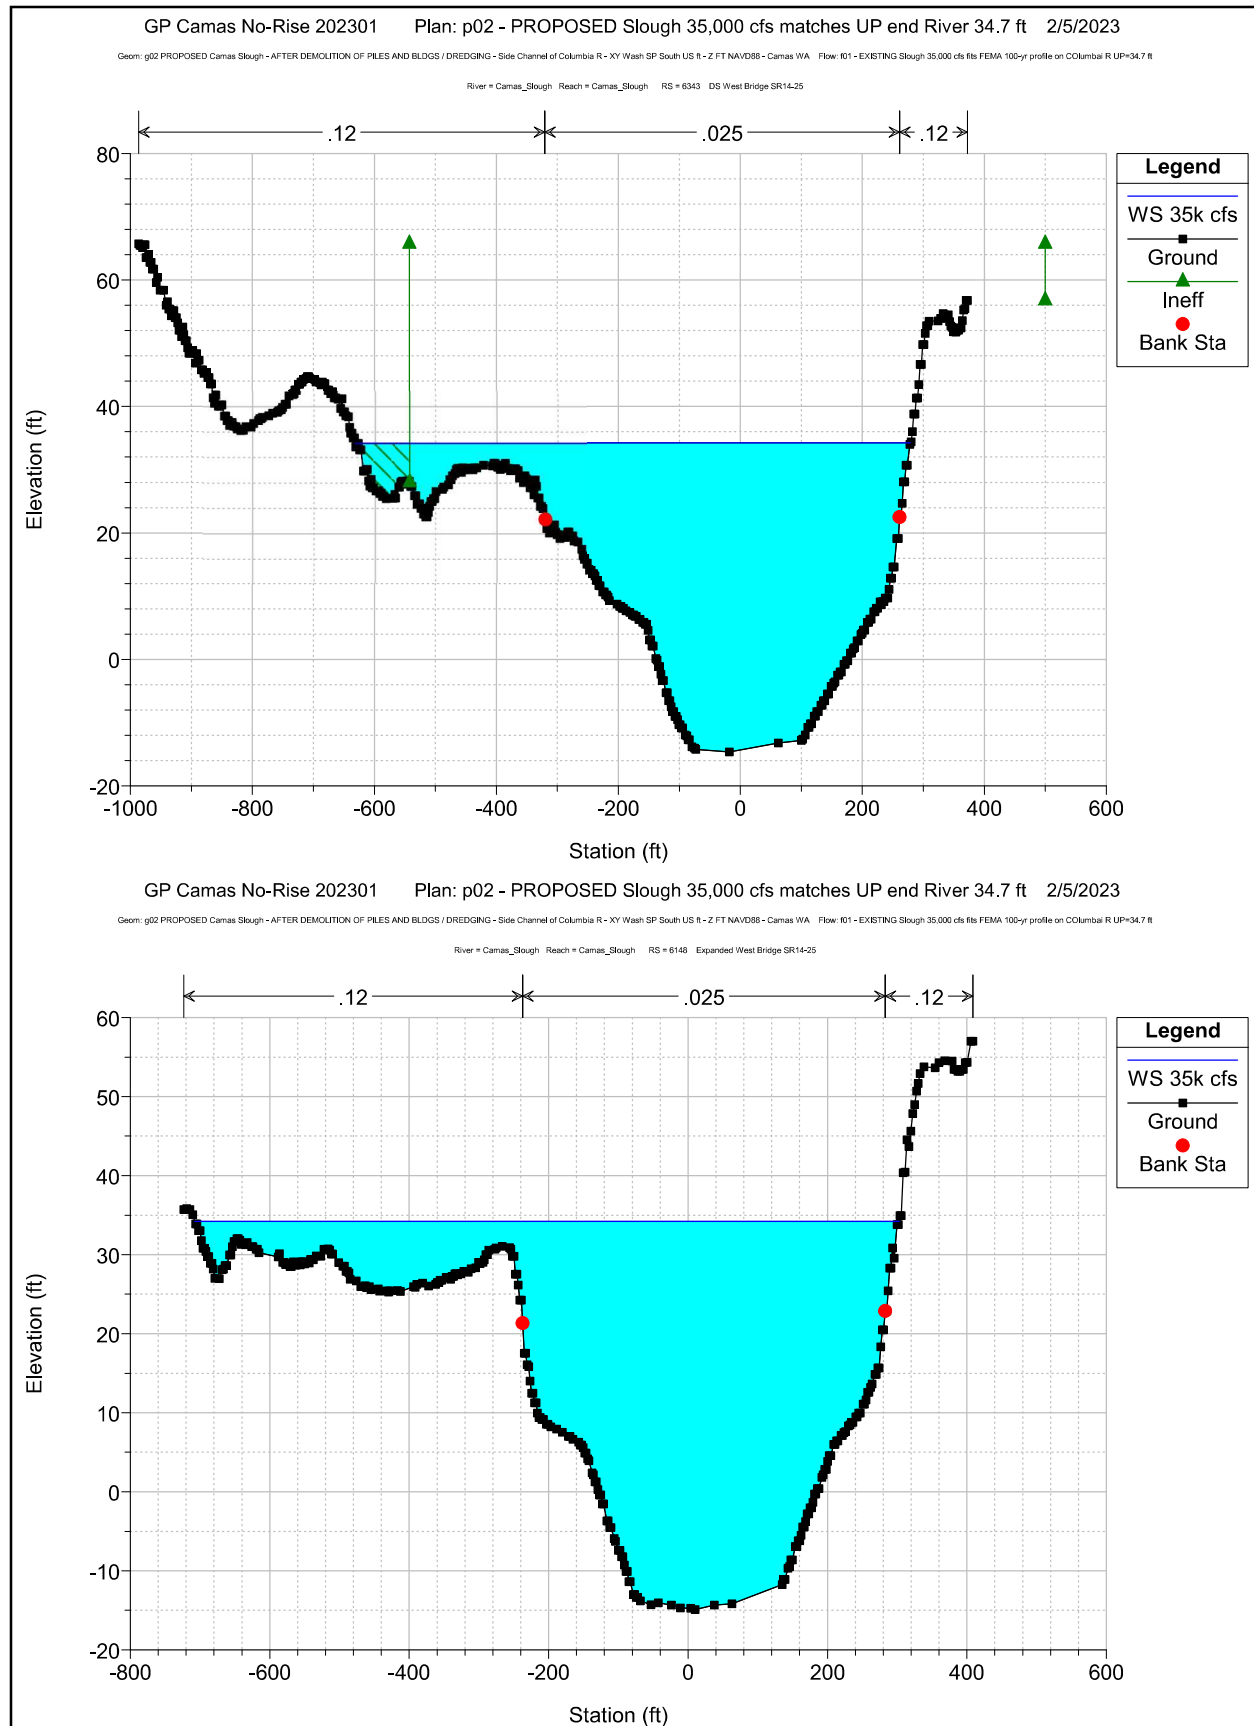 GP Camas No-Rise 202301 Plan: p02 - PROPOSED Slough 35,000 cfs matches UP end River 34.7 ft 2/5/2023
Geom: g02 PROPOSED Camas Slough - AFTER DEMOLITION OF PILES AND BLDGS / DREDGING - Side Channel of Columbia R - XY Wash SP South US ft - Z FT NAVD88 - Camas WA Flow: f01 - EXISTING Slough 35,000 cfs fits FEMA 100-yr profile on COlumbai R UP=34.7 ft
River = Camas_Slough Reach = Camas_Slough RS = 6343 DS West Bridge SR14-25
.12 .025 .12
80
60
40
20
0
-20
Elevation (ft)
-1000 -800 -600 -400 -200 0 200 400 600
Station (ft)
Legend
WS 35k cfs
Ground
Ineff
Bank Sta
GP Camas No-Rise 202301 Plan: p02 - PROPOSED Slough 35,000 cfs matches UP end River 34.7 ft 2/5/2023
Geom: g02 PROPOSED Camas Slough - AFTER DEMOLITION OF PILES AND BLDGS / DREDGING - Side Channel of Columbia R - XY Wash SP South US ft - Z FT NAVD88 - Camas WA Flow: f01 - EXISTING Slough 35,000 cfs fits FEMA 100-yr profile on COlumbai R UP=34.7 ft
River = Camas_Slough Reach = Camas_Slough RS = 6148 Expanded West Bridge SR14-25
.12 .025 .12
60
50
40
30
20
10
0
-10
-20
Elevation (ft)
-800 -600 -400 -200 0 200 400 600
Station (ft)
Legend
WS 35k cfs
Ground
Bank Sta